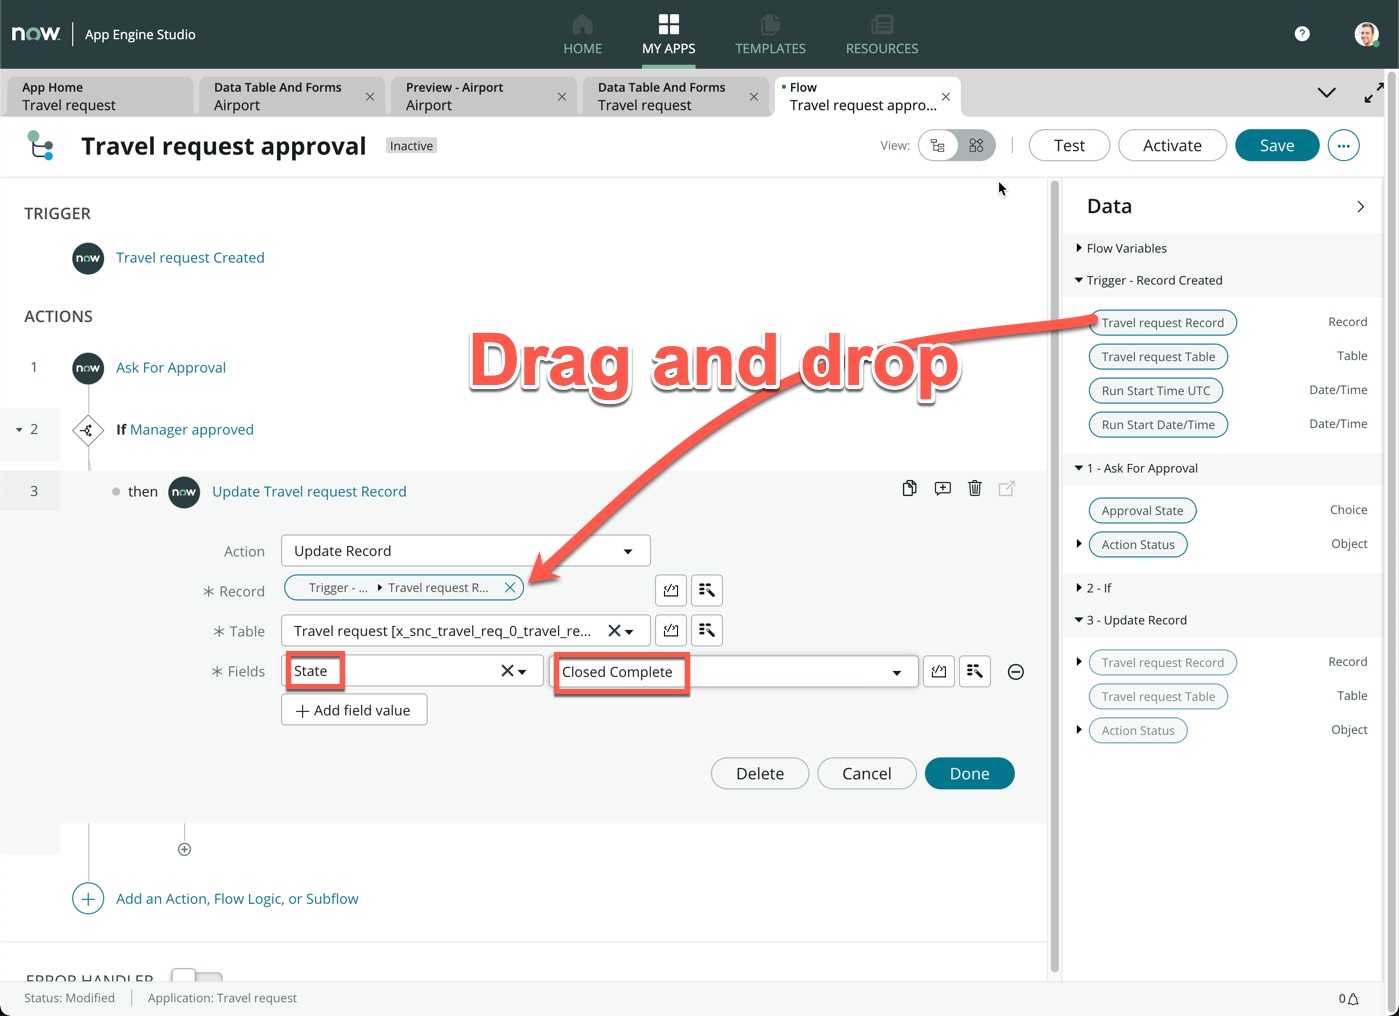 now. App Engine Studio
HOME
MY APPS
TEMPLATES
RESOURCES
?
App Home
Travel request
Data Table And Forms
Airport
Preview - Airport
Airport
Data Table And Forms
Travel request
Flow
Travel request appro...
Travel request approval
Inactive
View:
Test
Activate
Save
TRIGGER
now Travel request Created
ACTIONS
1 now Ask For Approval
2 If Manager approved
3 then now Update Travel request Record
Drag and drop
Action Update Record
* Record Trigger - ... Travel request R...
* Table Travel request [x_snc_travel_req_0_travel_re...
* Fields State Closed Complete
+ Add field value
Delete
Cancel
Done
Add an Action, Flow Logic, or Subflow
ERROR HANDLER
Data
Flow Variables
Trigger - Record Created
Travel request Record Record
Travel request Table Table
Run Start Time UTC Date/Time
Run Start Date/Time Date/Time
1 - Ask For Approval
Approval State Choice
Action Status Object
2 - If
3 - Update Record
Travel request Record Record
Travel request Table Table
Action Status Object
Status: Modified
Application: Travel request
0